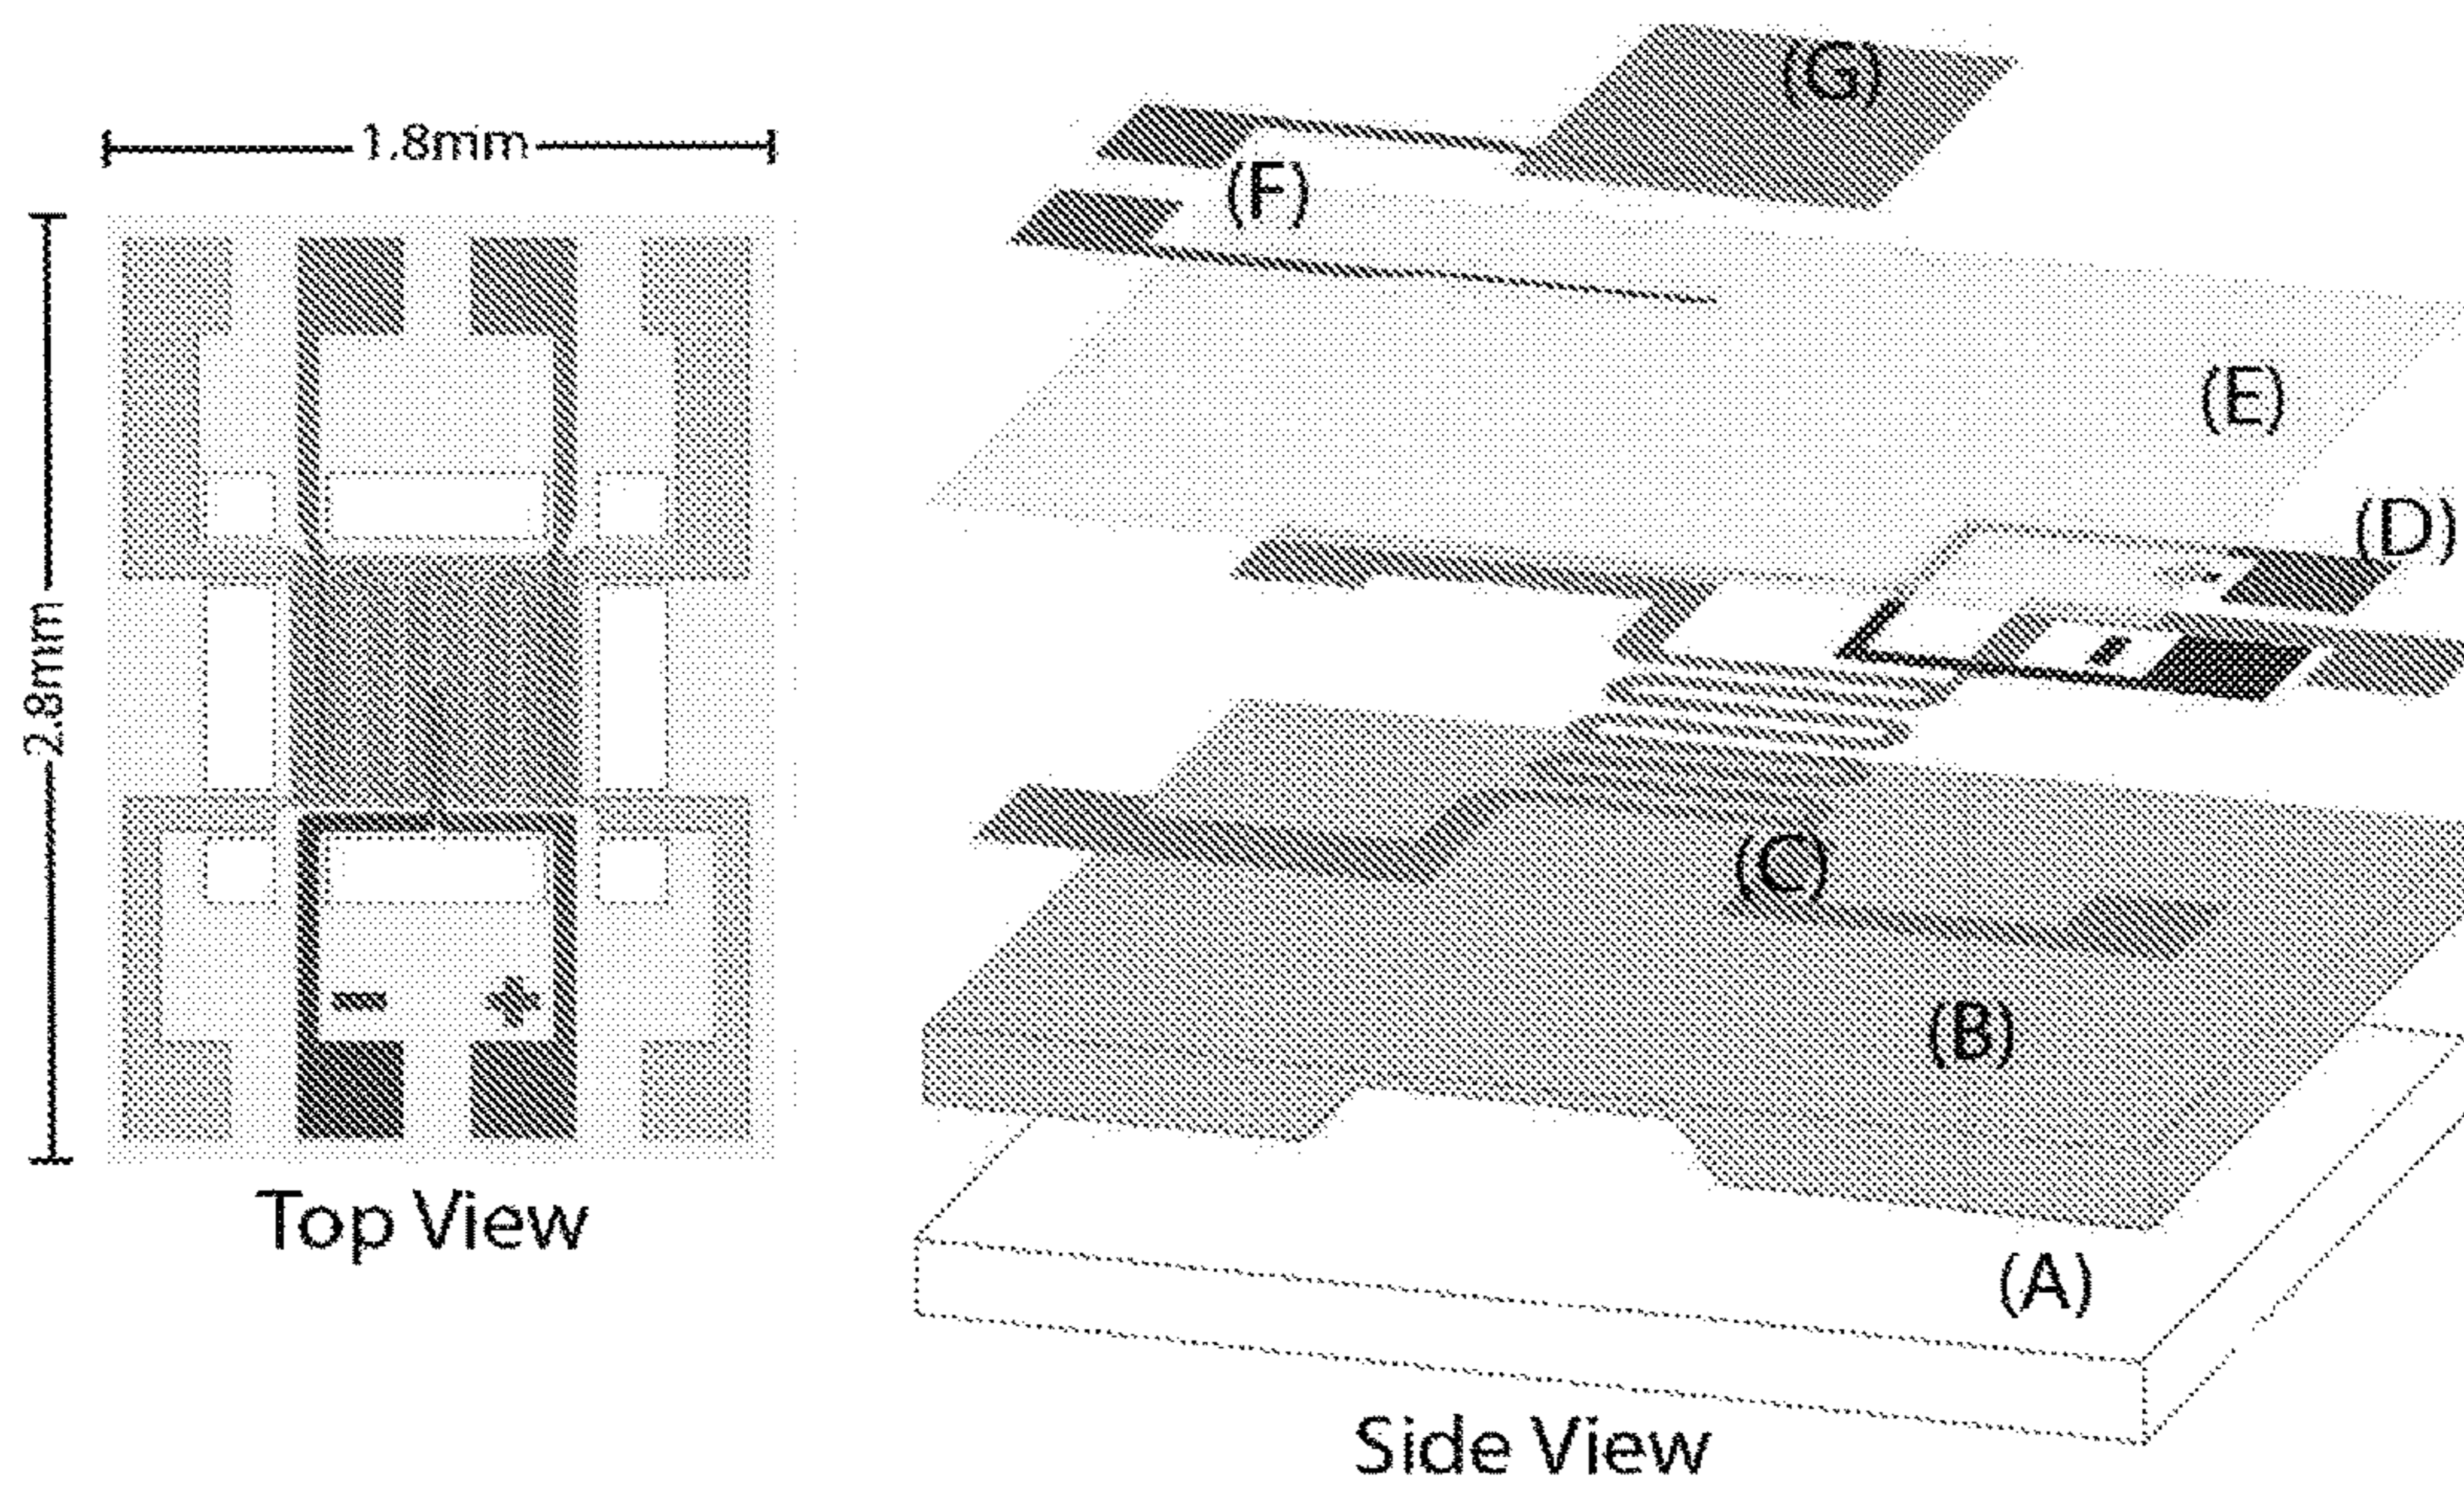 1.8mm
2.8mm
- +
Top View
(G)
(F)
(E)
(D)
(C)
(B)
(A)
Side View